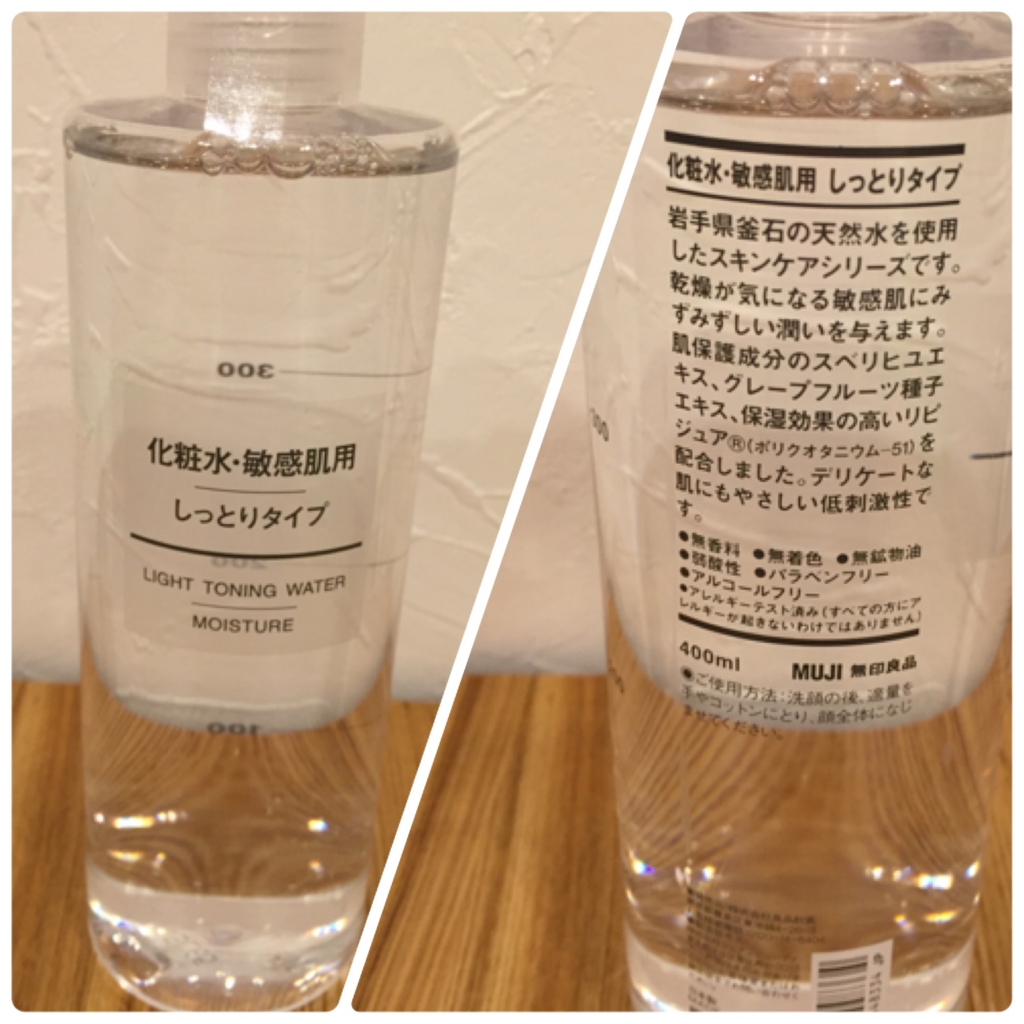 300
化粧水・敏感肌用
しっとりタイプ
200
LIGHT TONING WATER
MOISTURE
100
化粧水・敏感肌用 しっとりタイプ
岩手県釜石の天然水を使用
したスキンケアシリーズです。
乾燥が気になる敏感肌にみ
ずみずしい潤いを与えます。
肌保護成分のスベリヒユエ
キス、グレープフルーツ種子
エキス、保湿効果の高いリピ
ジュア®(ポリクオタニウム-51)を
配合しました。デリケートな
肌にもやさしい低刺激性で
す。
●無香料 ●無着色 ●無鉱物油
●弱酸性 ●パラベンフリー
●アルコールフリー
●アレルギーテスト済み(すべての方にア
レルギーが起きないわけではありません)
400ml MUJI 無印良品
●ご使用方法:洗顔の後、適量を
手やコットンにとり、顔全体になじ
ませてください。